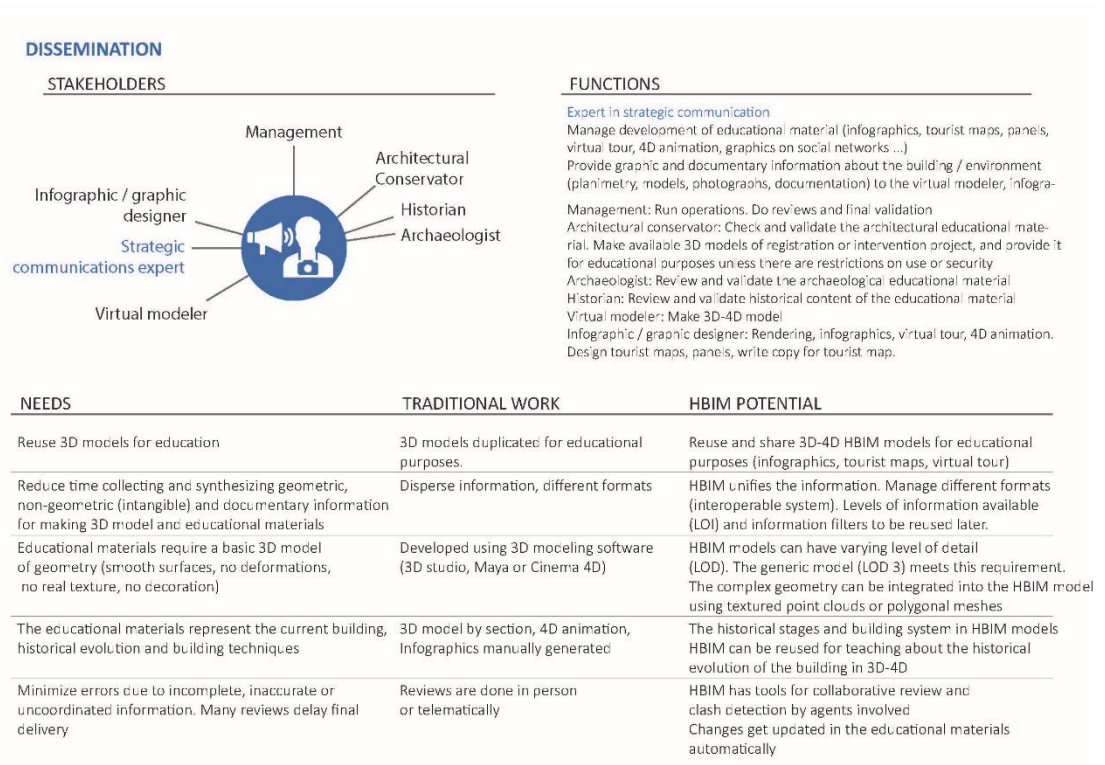 DISSEMINATION
STAKEHOLDERS
Management
Architectural
Conservator
Historian
Archaeologist
Infographic / graphic
designer
Strategic
communications expert
Virtual modeler
FUNCTIONS
Expert in strategic communication
Manage development of educational material (infographics, tourist maps, panels,
virtual tour, 4D animation, graphics on social networks ...)
Provide graphic and documentary information about the building / environment
(planimetry, models, photographs, documentation) to the virtual modeler, infogra-
Management: Run operations. Do reviews and final validation
Architectural conservator: Check and validate the architectural educational mate-
rial. Make available 3D models of registration or intervention project, and provide it
for educational purposes unless there are restrictions on use or security
Archaeologist: Review and validate the archaeological educational material
Historian: Review and validate historical content of the educational material
Virtual modeler: Make 3D-4D model
Infographic / graphic designer: Rendering, infographics, virtual tour, 4D animation.
Design tourist maps, panels, write copy for tourist map.
NEEDS
TRADITIONAL WORK
HBIM POTENTIAL
Reuse 3D models for education
3D models duplicated for educational
purposes.
Reuse and share 3D-4D HBIM models for educational
purposes (infographics, tourist maps, virtual tour)
Reduce time collecting and synthesizing geometric,
non-geometric (intangible) and documentary information
for making 3D model and educational materials
Disperse information, different formats
HBIM unifies the information. Manage different formats
(interoperable system). Levels of information available
(LOI) and information filters to be reused later.
Educational materials require a basic 3D model
of geometry (smooth surfaces, no deformations,
no real texture, no decoration)
Developed using 3D modeling software
(3D studio, Maya or Cinema 4D)
HBIM models can have varying level of detail
(LOD). The generic model (LOD 3) meets this requirement.
The complex geometry can be integrated into the HBIM model
using textured point clouds or polygonal meshes
The educational materials represent the current building,
historical evolution and building techniques
3D model by section, 4D animation,
Infographics manually generated
The historical stages and building system in HBIM models
HBIM can be reused for teaching about the historical
evolution of the building in 3D-4D
Minimize errors due to incomplete, inaccurate or
uncoordinated information. Many reviews delay final
delivery
Reviews are done in person
or telematically
HBIM has tools for collaborative review and
clash detection by agents involved
Changes get updated in the educational materials
automatically